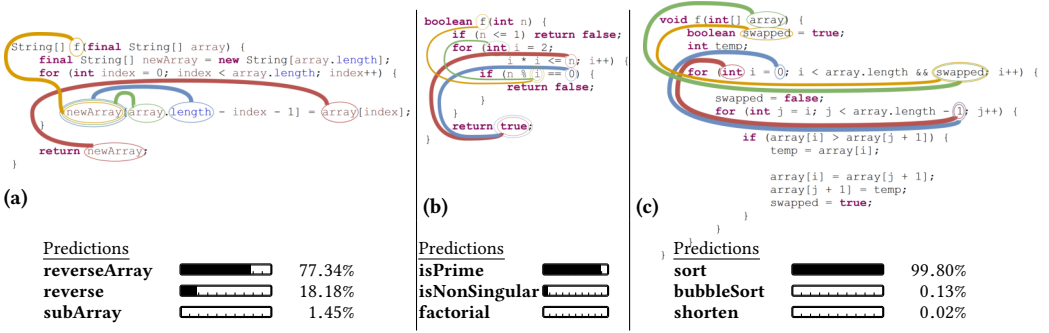 String[] f(final String[] array) {
final String[] newArray = new String[array.length];
for (int index = 0; index < array.length; index++) {
newArray[array.length - index - 1] = array[index];
}
return newArray;
}
(a)
Predictions
reverseArray 77.34%
reverse 18.18%
subArray 1.45%
boolean f(int n) {
if (n <= 1) return false;
for (int i = 2;
i * i <= n; i++) {
if (n % i == 0) {
return false;
}
}
return true;
}
(b)
Predictions
isPrime
isNonSingular
factorial
void f(int[] array) {
boolean swapped = true;
int temp;
for (int i = 0; i < array.length && swapped; i++)
{
swapped = false;
for (int j = i; j < array.length - 1; j++) {
if (array[i] > array[j + 1]) {
temp = array[i];
array[i] = array[j + 1];
array[j + 1] = temp;
swapped = true;
}
}
}
}
(c)
Predictions
sort 99.80%
bubbleSort 0.13%
shorten 0.02%